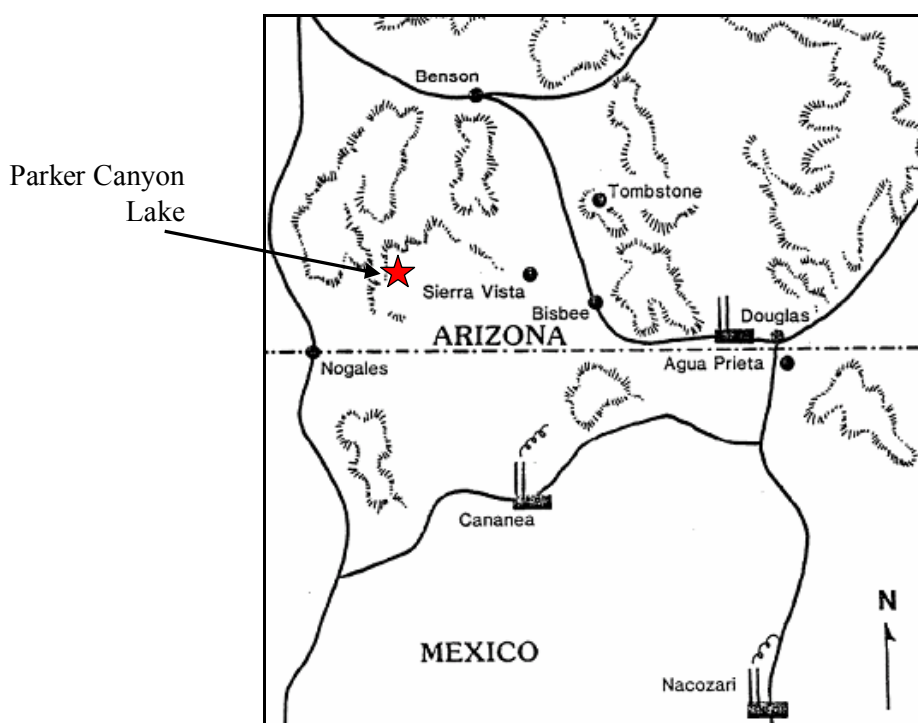 Benson
Parker Canyon
Lake
Tombstone
Sierra Vista
Bisbee
Douglas
ARIZONA
Nogales
Agua Prieta
Cananea
N
MEXICO
Nacozari